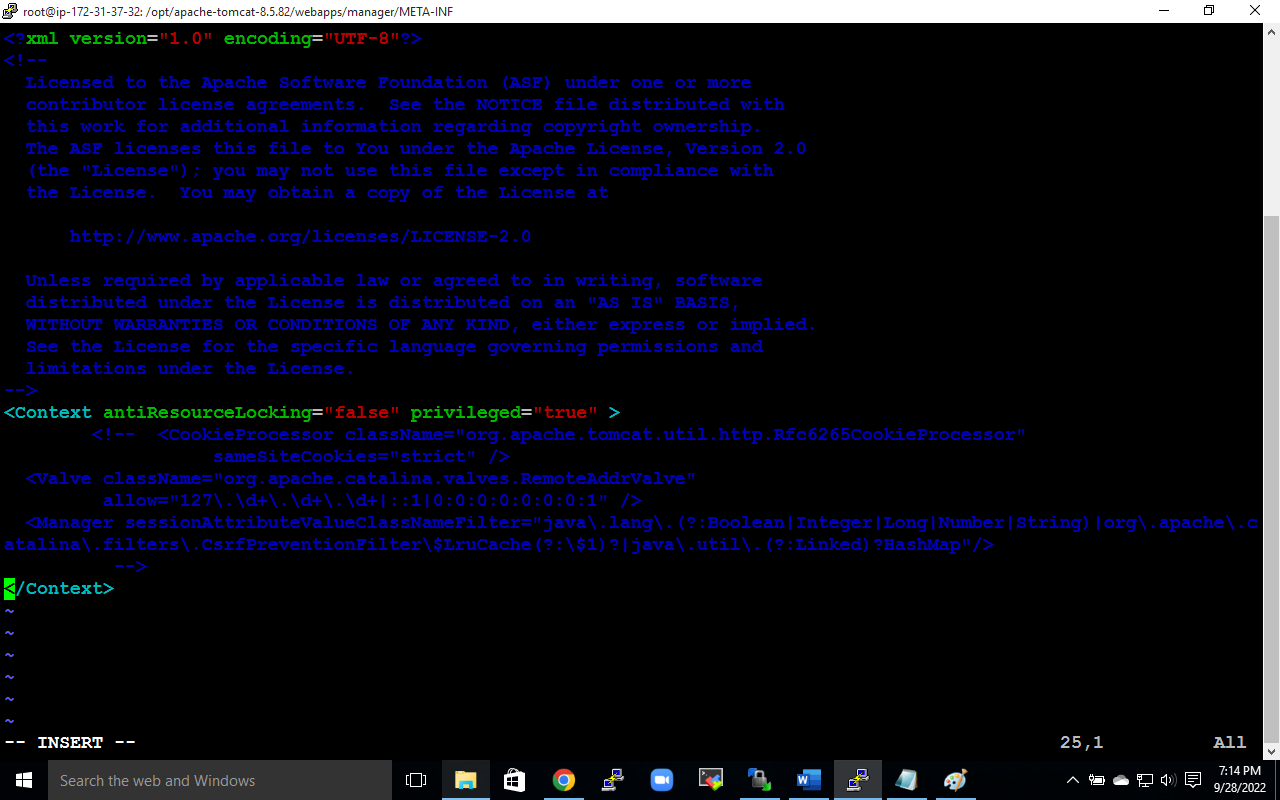 root@ip-172-31-37-32: /opt/apache-tomcat-8.5.82/webapps/manager/META-INF
<?xml version="1.0" encoding="UTF-8"?>
<!--
  Licensed to the Apache Software Foundation (ASF) under one or more
  contributor license agreements.  See the NOTICE file distributed with
  this work for additional information regarding copyright ownership.
  The ASF licenses this file to You under the Apache License, Version 2.0
  (the "License"); you may not use this file except in compliance with
  the License.  You may obtain a copy of the License at

      http://www.apache.org/licenses/LICENSE-2.0

  Unless required by applicable law or agreed to in writing, software
  distributed under the License is distributed on an "AS IS" BASIS,
  WITHOUT WARRANTIES OR CONDITIONS OF ANY KIND, either express or implied.
  See the License for the specific language governing permissions and
  limitations under the License.
-->
<Context antiResourceLocking="false" privileged="true" >
        <!--  <CookieProcessor className="org.apache.tomcat.util.http.Rfc6265CookieProcessor"
                   sameSiteCookies="strict" />
  <Valve className="org.apache.catalina.valves.RemoteAddrValve"
         allow="127\.\d+\.\d+\.\d+|::1|0:0:0:0:0:0:0:1" />
  <Manager sessionAttributeValueClassNameFilter="java\.lang\.(?:Boolean|Integer|Long|Number|String)|org\.apache\.c
atalina\.filters\.CsrfPreventionFilter\$LruCache(?:\$1)?|java\.util\.(?:Linked)?HashMap"/>
          -->
</Context>
~
~
~
~
~
~
-- INSERT --                    25,1          All
Search the web and Windows
7:14 PM
9/28/2022